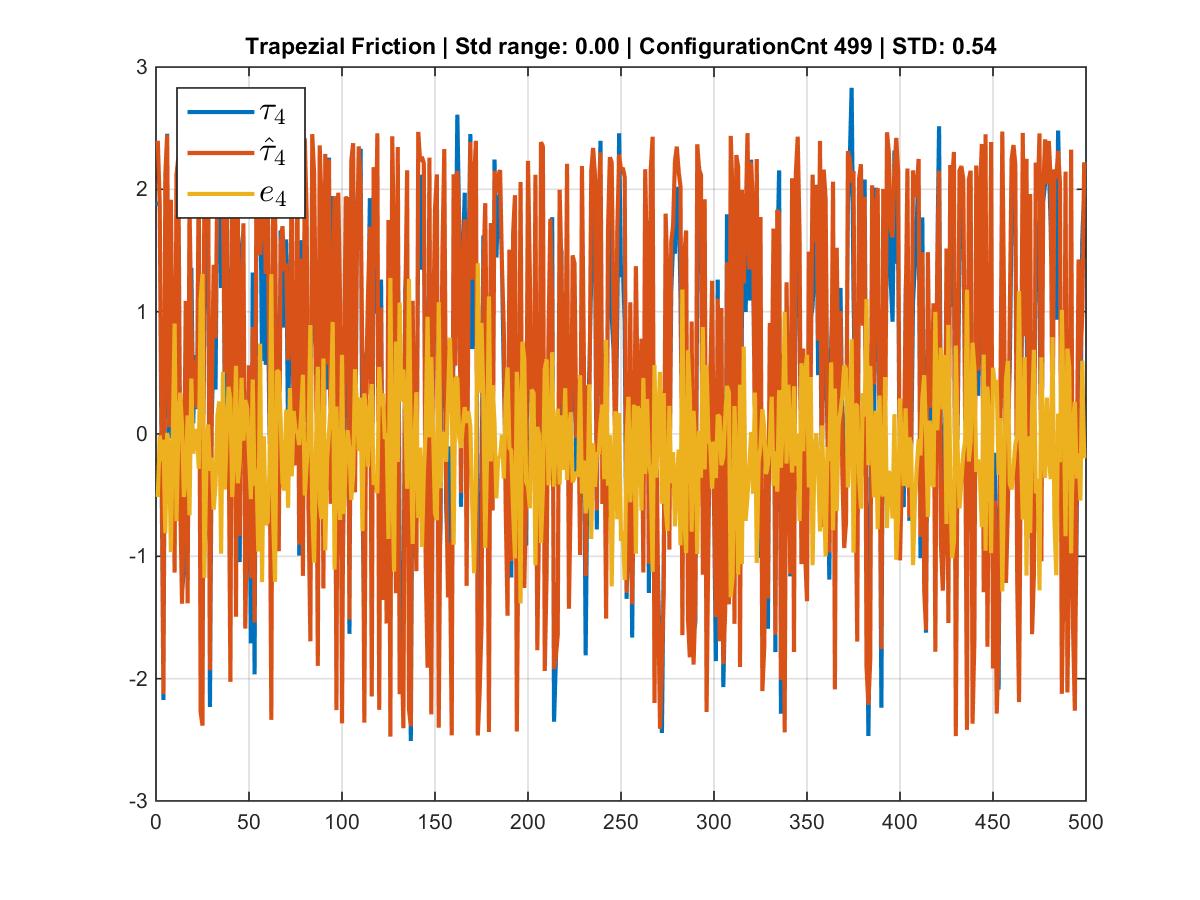 Trapezial Friction | Std range: 0.00 | ConfigurationCnt 499 | STD: 0.54
3
τ₄
τ̂₄
e₄
2
1
0
-1
-2
-3
0 50 100 150 200 250 300 350 400 450 500